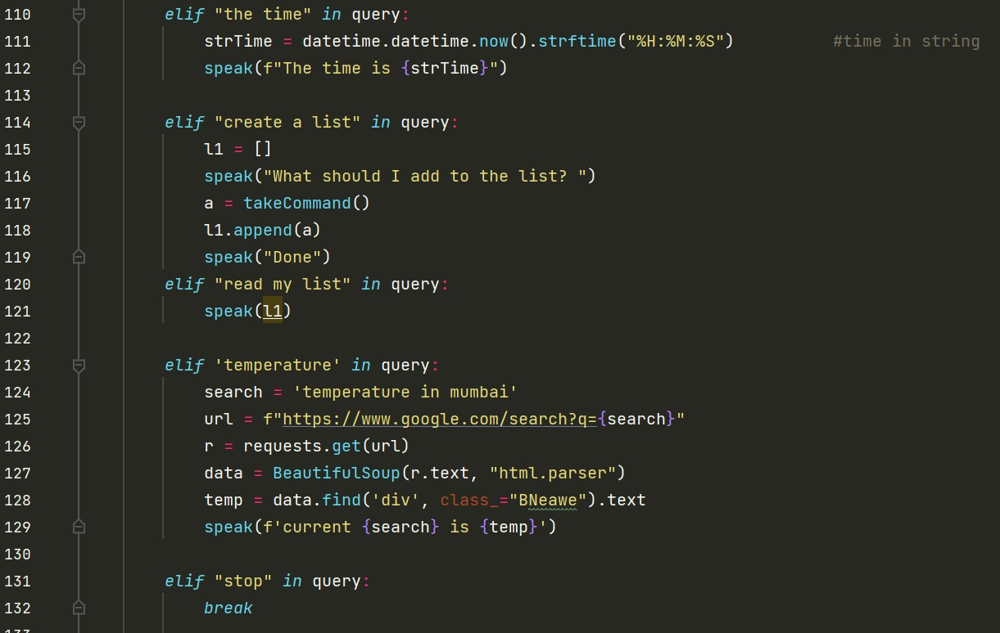 110 elif "the time" in query:
111 strTime = datetime.datetime.now().strftime("%H:%M:%S") #time in string
112 speak(f"The time is {strTime}")
113
114 elif "create a list" in query:
115 l1 = []
116 speak("What should I add to the list? ")
117 a = takeCommand()
118 l1.append(a)
119 speak("Done")
120 elif "read my list" in query:
121 speak(l1)
122
123 elif 'temperature' in query:
124 search = 'temperature in mumbai'
125 url = f"https://www.google.com/search?q={search}"
126 r = requests.get(url)
127 data = BeautifulSoup(r.text, "html.parser")
128 temp = data.find('div', class_="BNeawe").text
129 speak(f'current {search} is {temp}')
130
131 elif "stop" in query:
132 break